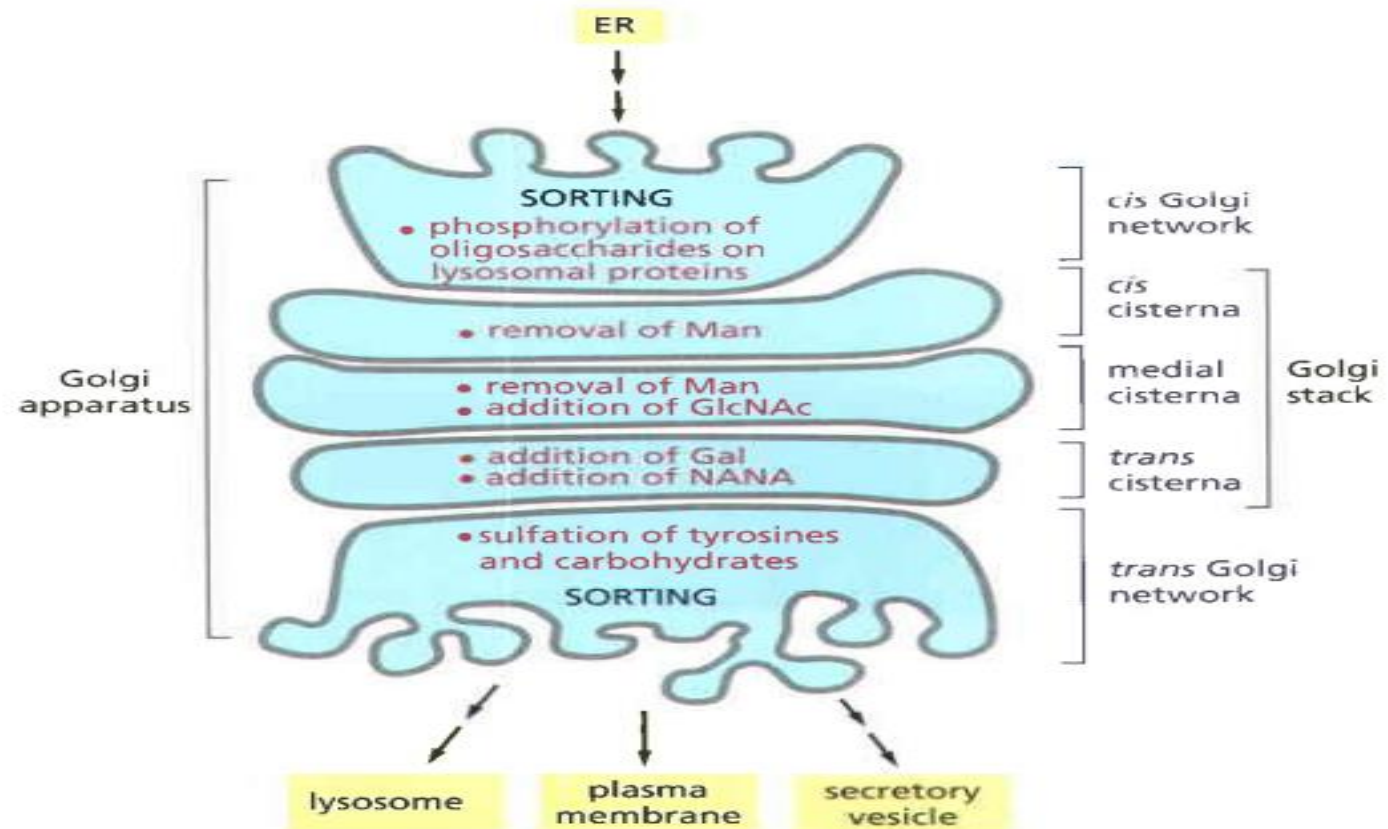 ER
SORTING
• phosphorylation of
oligosaccharides on
lysosomal proteins
cis Golgi
network
• removal of Man
cis
cisterna
Golgi
apparatus
• removal of Man
• addition of GlcNAc
medial
cisterna
Golgi
stack
• addition of Gal
• addition of NANA
trans
cisterna
• sulfation of tyrosines
and carbohydrates
SORTING
trans Golgi
network
lysosome
plasma
membrane
secretory
vesicle